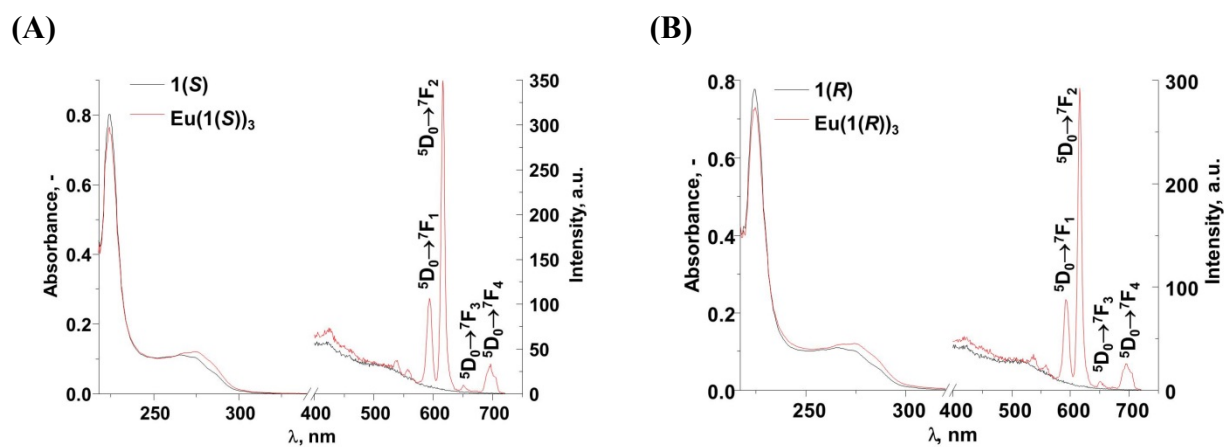 (A)
1(S)
Eu(1(S))₃
Absorbance, -
0.8
0.6
0.4
0.2
0.0
250
300
400
500
600
700
λ, nm
350
300
250
200
150
100
50
0
Intensity, a.u.
⁵D₀→⁷F₁
⁵D₀→⁷F₂
⁵D₀→⁷F₃
⁵D₀→⁷F₄
(B)
1(R)
Eu(1(R))₃
Absorbance, -
0.8
0.6
0.4
0.2
0.0
250
300
400
500
600
700
λ, nm
300
200
100
0
Intensity, a.u.
⁵D₀→⁷F₁
⁵D₀→⁷F₂
⁵D₀→⁷F₃
⁵D₀→⁷F₄